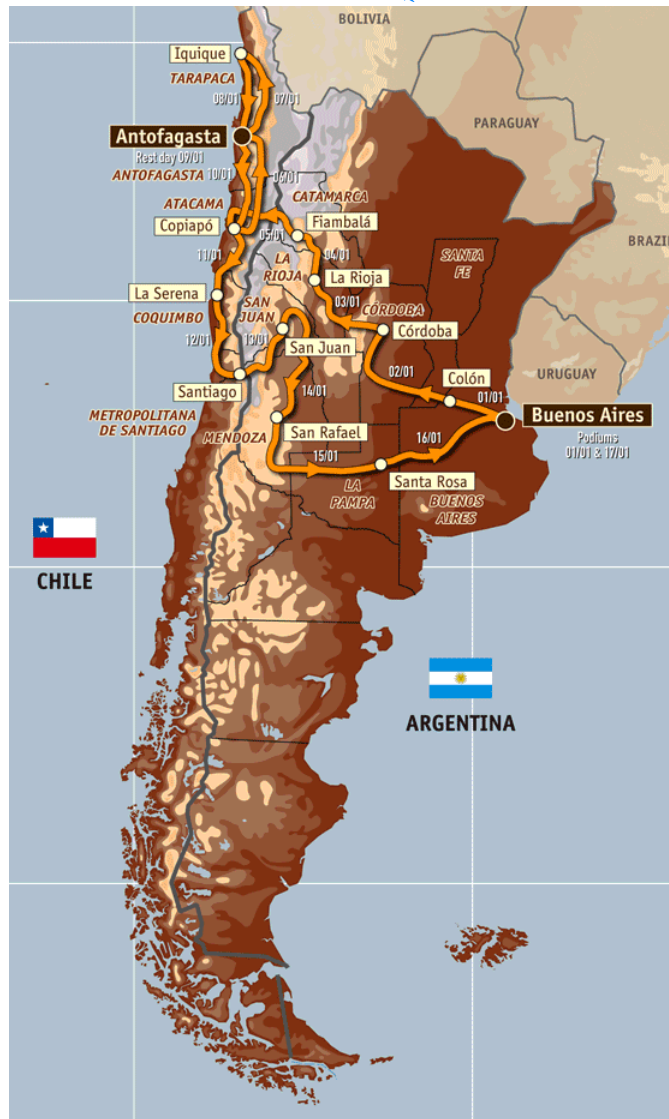 BOLIVIA
Iquique
TARAPACA
08/01
07/01
PARAGUAY
Antofagasta
Rest day 09/01
ANTOFAGASTA
10/01
06/01
CATAMARCA
ATACAMA
Copiapó
Fiambalá
05/01
04/01
BRAZI
11/01
LA
RIOJA
La Rioja
SANTA
FE
03/01
La Serena
SAN
JUAN
CÓRDOBA
COQUIMBO
Córdoba
12/01
13/01
San Juan
URUGUAY
02/01
Colón
01/01
Santiago
14/01
METROPOLITANA
DE SANTIAGO
MENDOZA
San Rafael
Buenos Aires
Podiums
01/01 & 17/01
15/01
16/01
Santa Rosa
LA
PAMPA
BUENOS
AIRES
CHILE
ARGENTINA